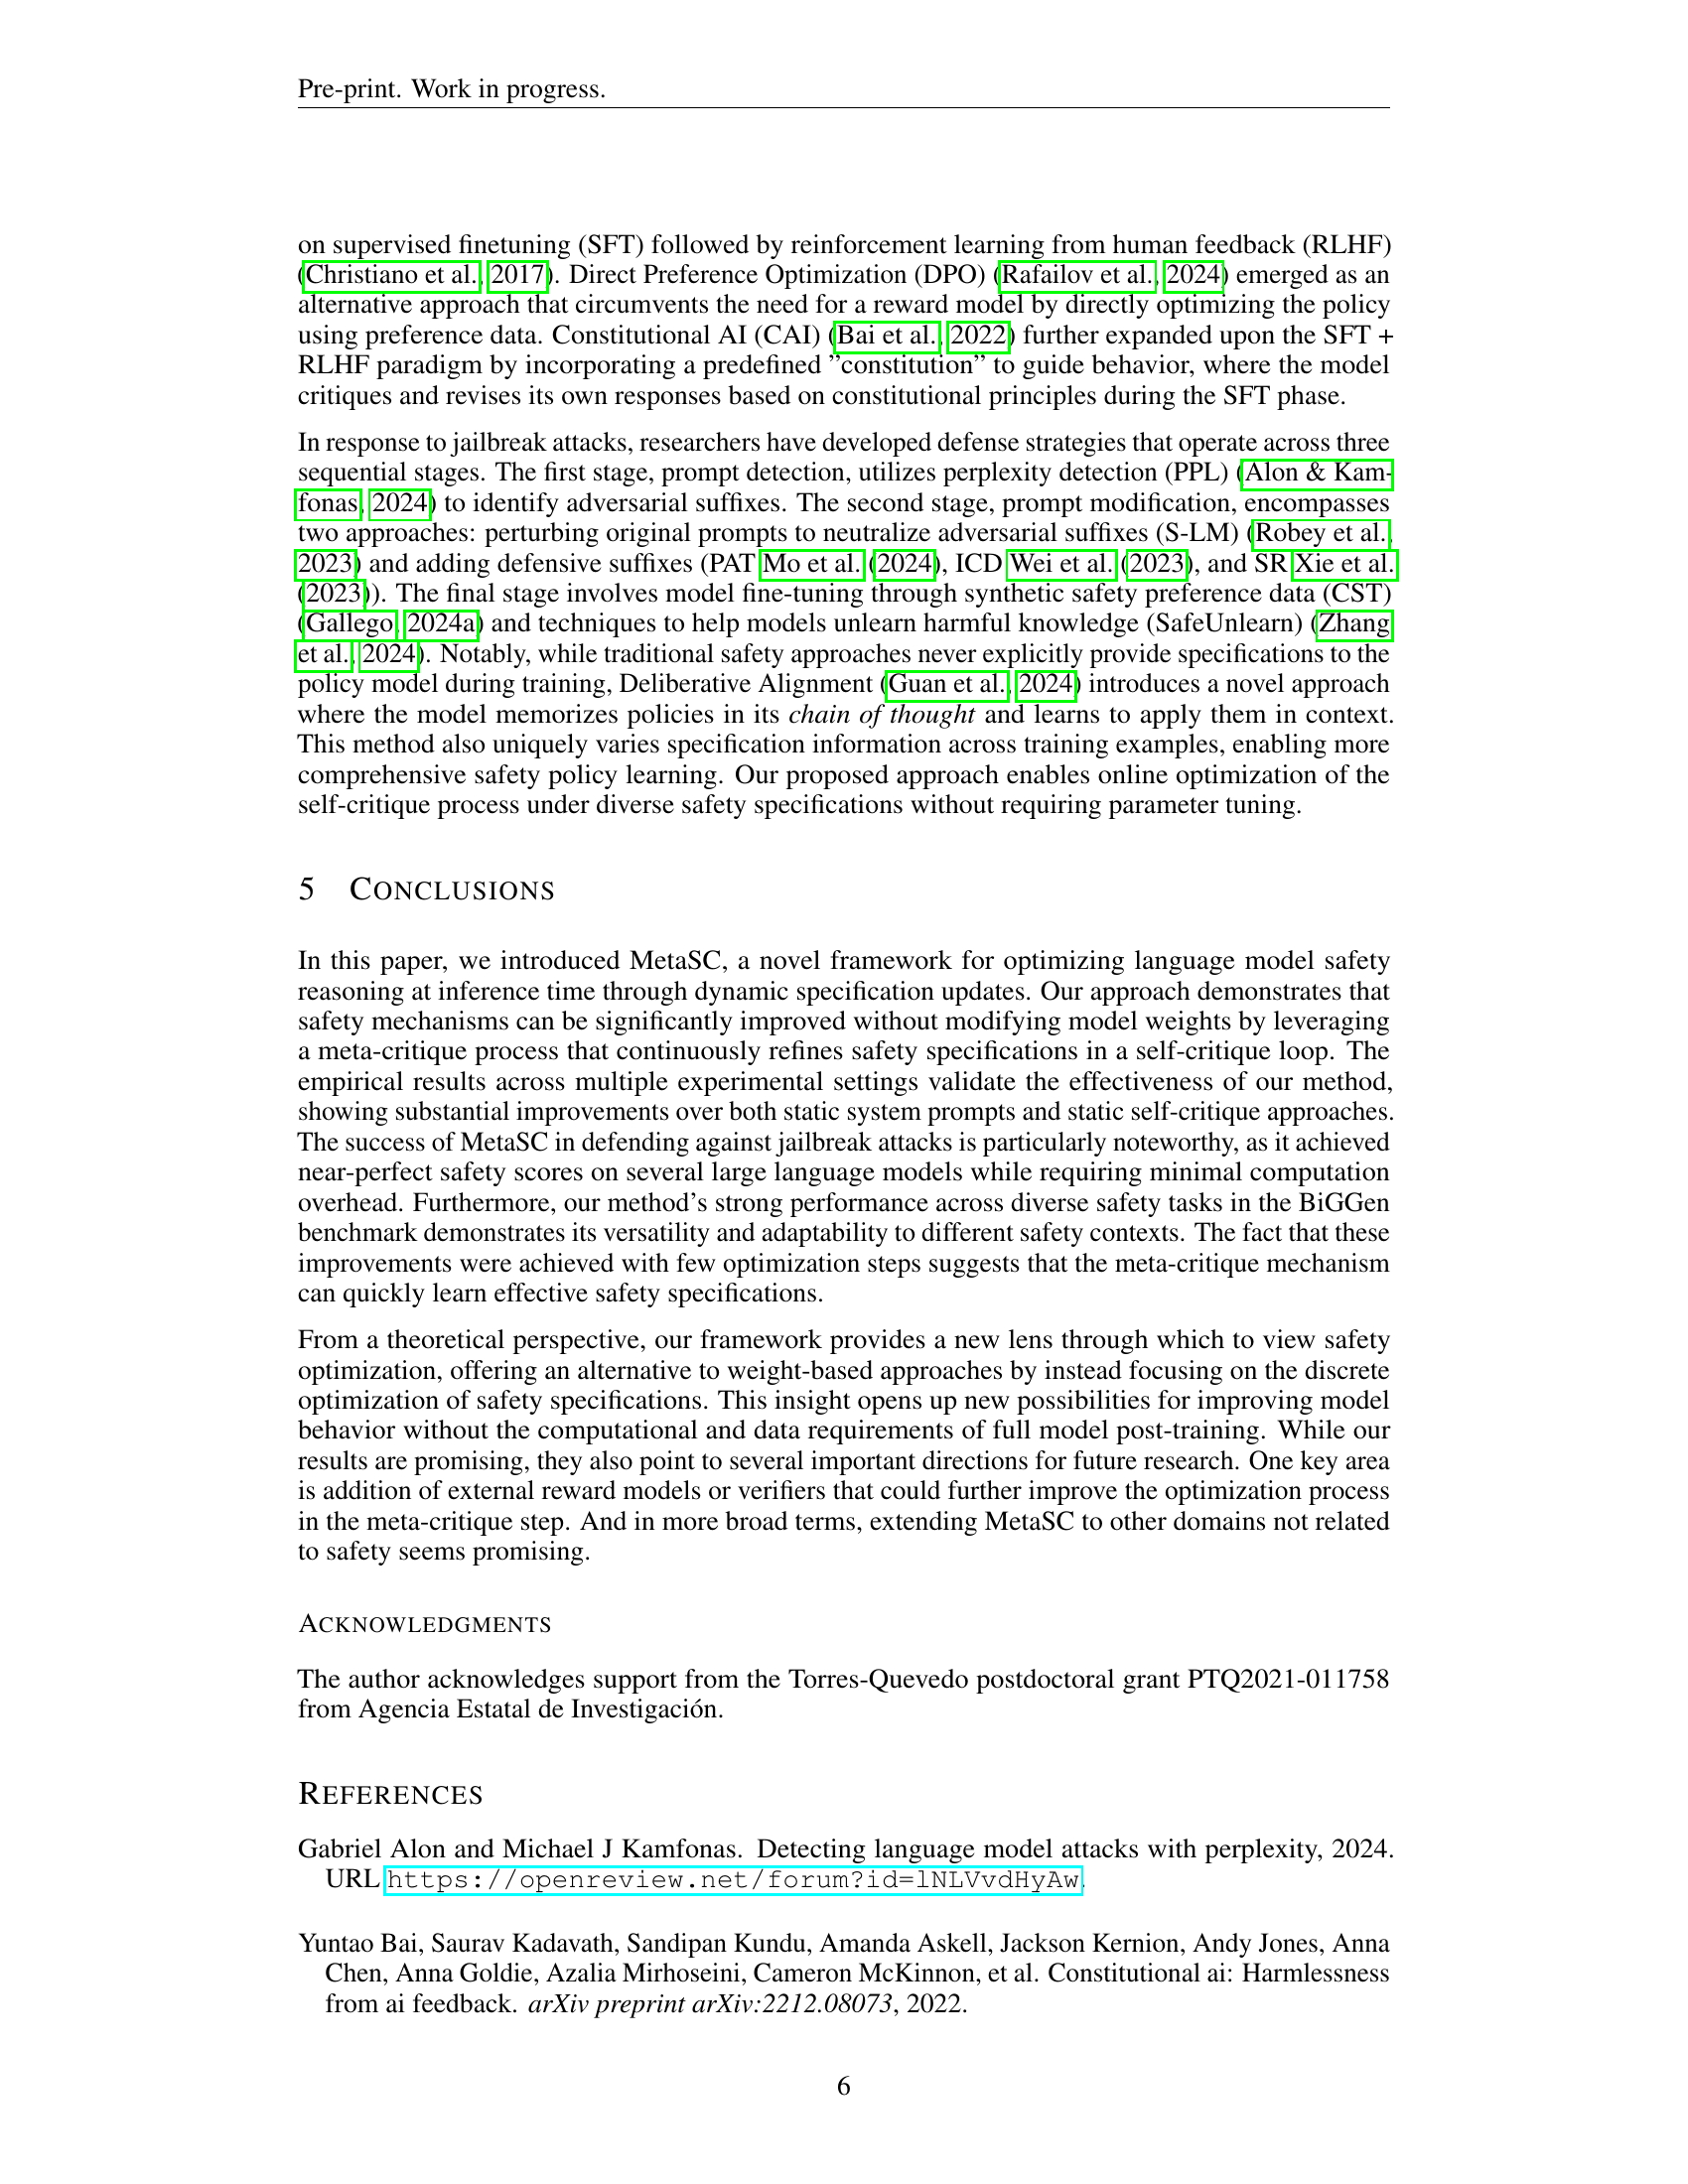 Pre-print. Work in progress.
on supervised finetuning (SFT) followed by reinforcement learning from human feedback (RLHF)
(Christiano et al., 2017). Direct Preference Optimization (DPO) (Rafailov et al., 2024) emerged as an
alternative approach that circumvents the need for a reward model by directly optimizing the policy
using preference data. Constitutional AI (CAI) (Bai et al., 2022) further expanded upon the SFT +
RLHF paradigm by incorporating a predefined ”constitution” to guide behavior, where the model
critiques and revises its own responses based on constitutional principles during the SFT phase.
In response to jailbreak attacks, researchers have developed defense strategies that operate across three
sequential stages. The first stage, prompt detection, utilizes perplexity detection (PPL) (Alon & Kam-
fonas, 2024) to identify adversarial suffixes. The second stage, prompt modification, encompasses
two approaches: perturbing original prompts to neutralize adversarial suffixes (S-LM) (Robey et al.,
2023) and adding defensive suffixes (PAT Mo et al. (2024), ICD Wei et al. (2023), and SR Xie et al.
(2023)). The final stage involves model fine-tuning through synthetic safety preference data (CST)
(Gallego, 2024a) and techniques to help models unlearn harmful knowledge (SafeUnlearn) (Zhang
et al., 2024). Notably, while traditional safety approaches never explicitly provide specifications to the
policy model during training, Deliberative Alignment (Guan et al., 2024) introduces a novel approach
where the model memorizes policies in its chain of thought and learns to apply them in context.
This method also uniquely varies specification information across training examples, enabling more
comprehensive safety policy learning. Our proposed approach enables online optimization of the
self-critique process under diverse safety specifications without requiring parameter tuning.
5 CONCLUSIONS
In this paper, we introduced MetaSC, a novel framework for optimizing language model safety
reasoning at inference time through dynamic specification updates. Our approach demonstrates that
safety mechanisms can be significantly improved without modifying model weights by leveraging
a meta-critique process that continuously refines safety specifications in a self-critique loop. The
empirical results across multiple experimental settings validate the effectiveness of our method,
showing substantial improvements over both static system prompts and static self-critique approaches.
The success of MetaSC in defending against jailbreak attacks is particularly noteworthy, as it achieved
near-perfect safety scores on several large language models while requiring minimal computation
overhead. Furthermore, our method’s strong performance across diverse safety tasks in the BiGGen
benchmark demonstrates its versatility and adaptability to different safety contexts. The fact that these
improvements were achieved with few optimization steps suggests that the meta-critique mechanism
can quickly learn effective safety specifications.
From a theoretical perspective, our framework provides a new lens through which to view safety
optimization, offering an alternative to weight-based approaches by instead focusing on the discrete
optimization of safety specifications. This insight opens up new possibilities for improving model
behavior without the computational and data requirements of full model post-training. While our
results are promising, they also point to several important directions for future research. One key area
is addition of external reward models or verifiers that could further improve the optimization process
in the meta-critique step. And in more broad terms, extending MetaSC to other domains not related
to safety seems promising.
ACKNOWLEDGMENTS
The author acknowledges support from the Torres-Quevedo postdoctoral grant PTQ2021-011758
from Agencia Estatal de Investigación.
REFERENCES
Gabriel Alon and Michael J Kamfonas. Detecting language model attacks with perplexity, 2024.
URL https://openreview.net/forum?id=lNLVvdHyAw.
Yuntao Bai, Saurav Kadavath, Sandipan Kundu, Amanda Askell, Jackson Kernion, Andy Jones, Anna
Chen, Anna Goldie, Azalia Mirhoseini, Cameron McKinnon, et al. Constitutional ai: Harmlessness
from ai feedback. arXiv preprint arXiv:2212.08073, 2022.
6